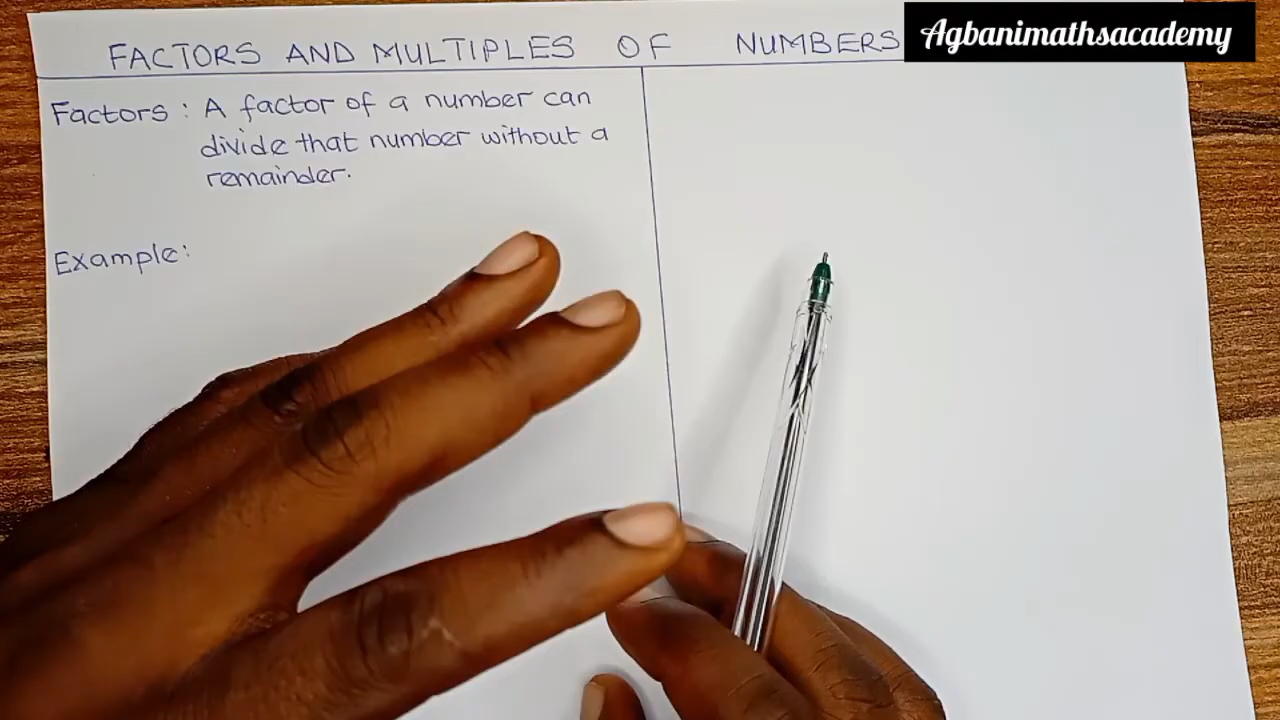 Agbanimathsacademy
FACTORS AND MULTIPLES OF NUMBERS
Factors: A factor of a number can
divide that number without a
remainder.
Example: